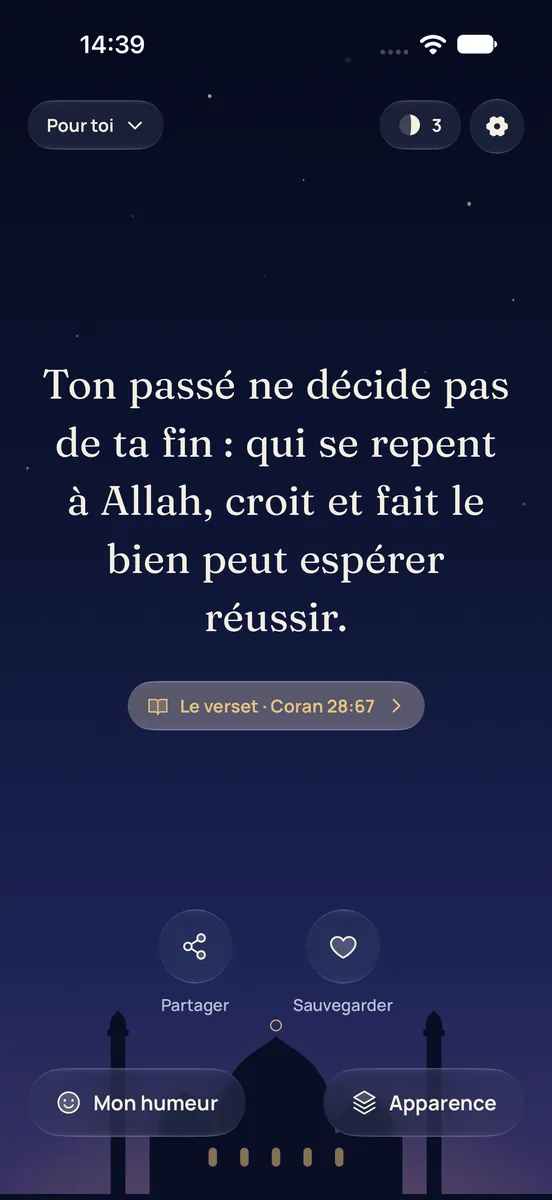 14:39
Pour toi
3
Ton passé ne décide pas
de ta fin : qui se repent
à Allah, croit et fait le
bien peut espérer
réussir.
Le verset · Coran 28:67
Partager
Sauvegarder
Mon humeur
Apparence